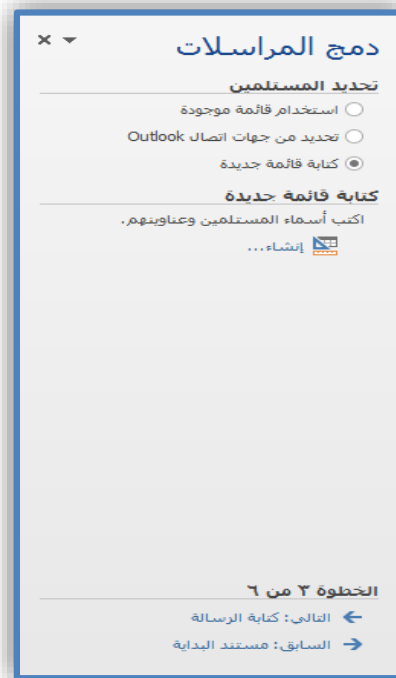 دمج المراسلات
تحديد المستلمين
استخدام قائمة موجودة
تحديد من جهات اتصال Outlook
كتابة قائمة جديدة
كتابة قائمة جديدة
اكتب أسماء المستلمين وعناوينهم.
إنشاء...
الخطوة ٣ من ٦
التالي: كتابة الرسالة
السابق: مستند البداية